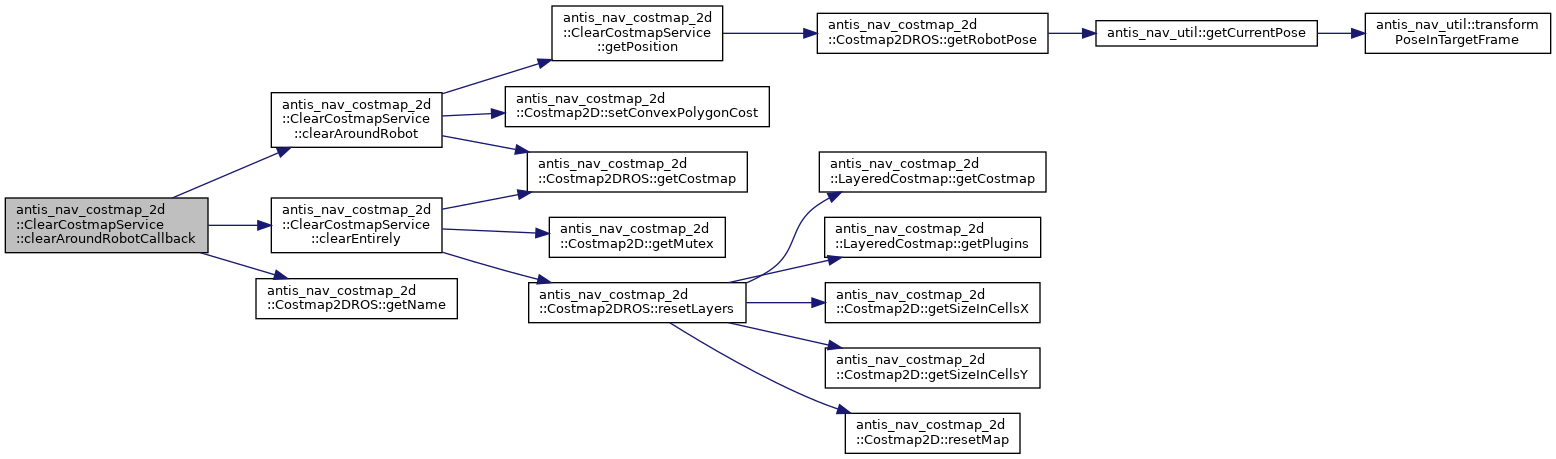 antis_nav_costmap_2d
::ClearCostmapService
::clearAroundRobotCallback
antis_nav_costmap_2d
::ClearCostmapService
::clearAroundRobot
antis_nav_costmap_2d
::ClearCostmapService
::getPosition
antis_nav_costmap_2d
::Costmap2DROS::getRobotPose
antis_nav_util::getCurrentPose
antis_nav_util::transform
PoseInTargetFrame
antis_nav_costmap_2d
::Costmap2D::setConvexPolygonCost
antis_nav_costmap_2d
::Costmap2DROS::getCostmap
antis_nav_costmap_2d
::ClearCostmapService
::clearEntirely
antis_nav_costmap_2d
::Costmap2D::getMutex
antis_nav_costmap_2d
::Costmap2DROS::resetLayers
antis_nav_costmap_2d
::LayeredCostmap::getCostmap
antis_nav_costmap_2d
::LayeredCostmap::getPlugins
antis_nav_costmap_2d
::Costmap2D::getSizeInCellsX
antis_nav_costmap_2d
::Costmap2D::getSizeInCellsY
antis_nav_costmap_2d
::Costmap2D::resetMap
antis_nav_costmap_2d
::Costmap2DROS::getName